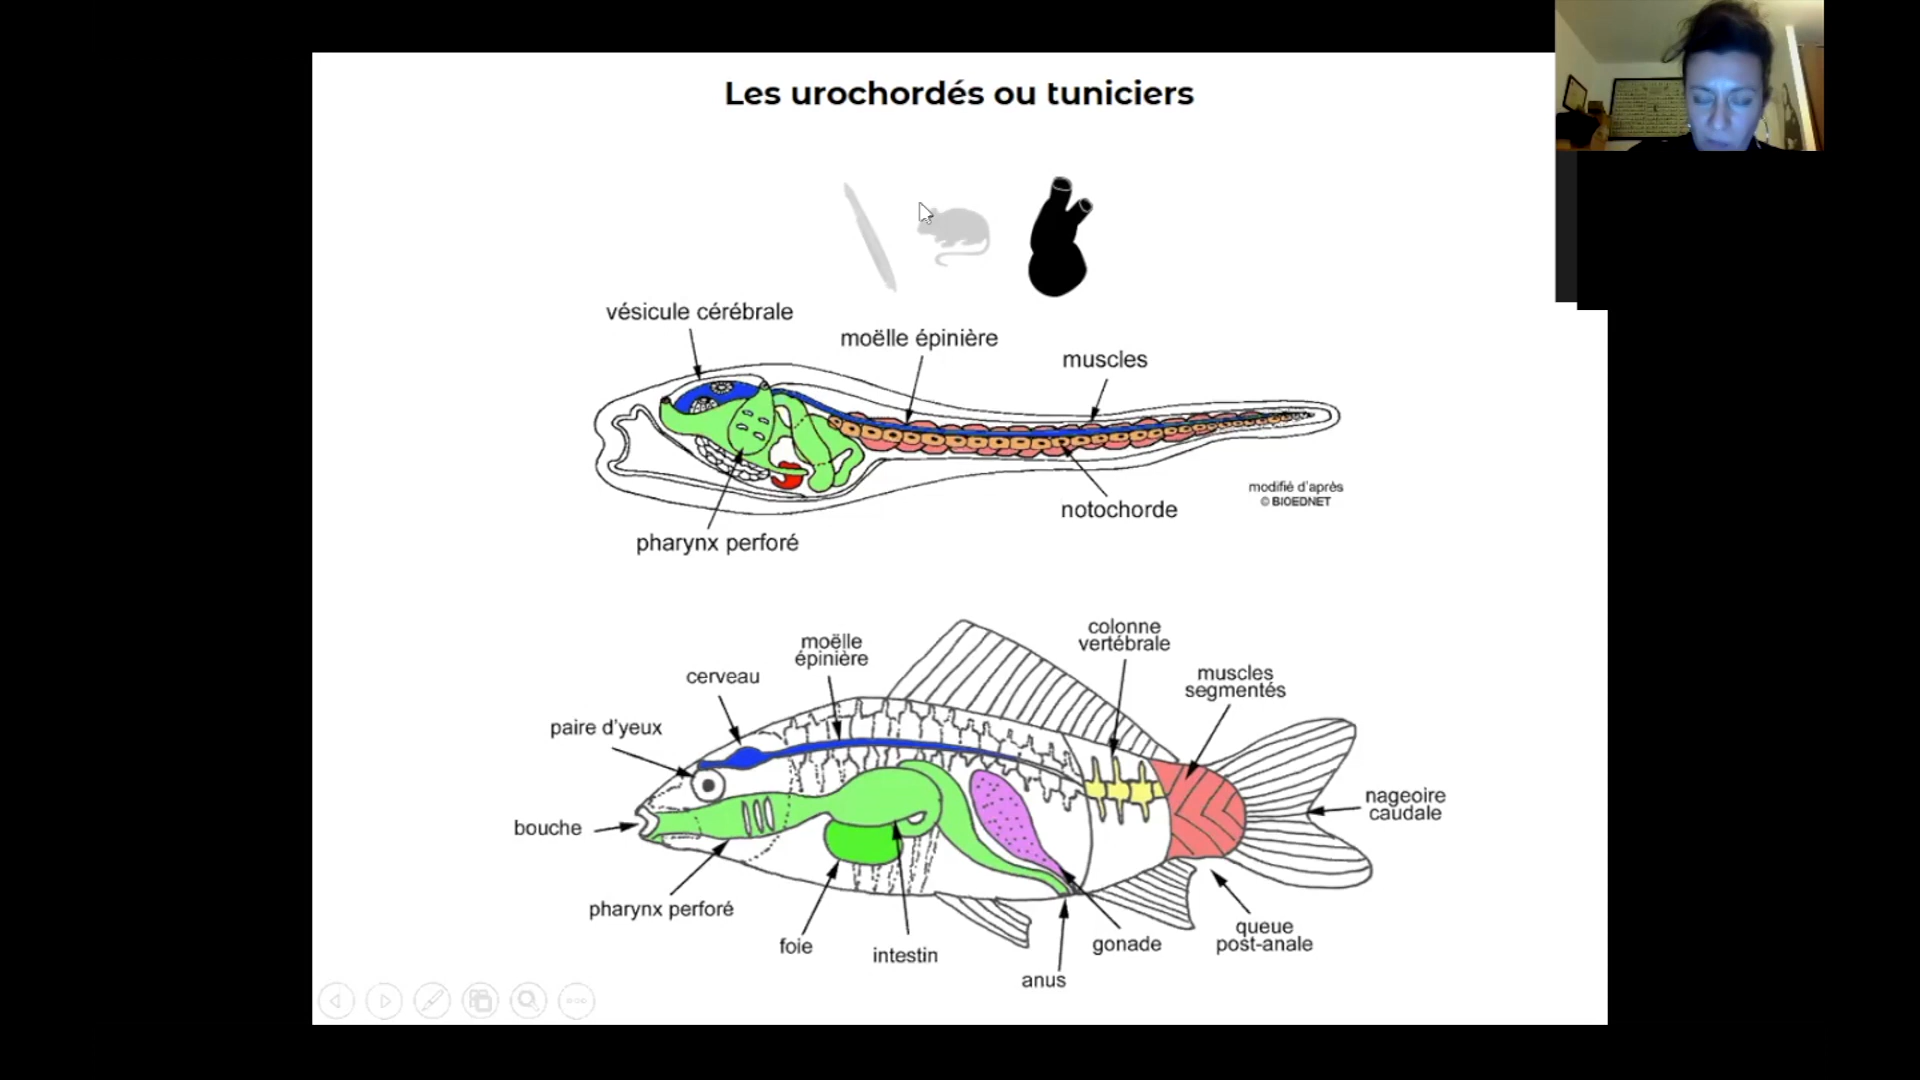 Les urochordés ou tuniciers
vésicule cérébrale
moëlle épinière
muscles
modifié d'après
© BIOEDNET
notochorde
pharynx perforé
colonne
vertébrale
moëlle
épinière
muscles
segmentés
cerveau
paire d'yeux
nageoire
caudale
bouche
pharynx perforé
foie
intestin
gonade
anus
queue
post-anale